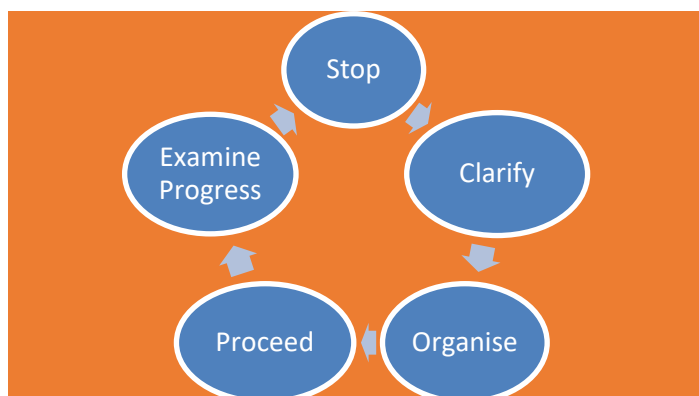 Stop
Clarify
Organise
Proceed
Examine
Progress